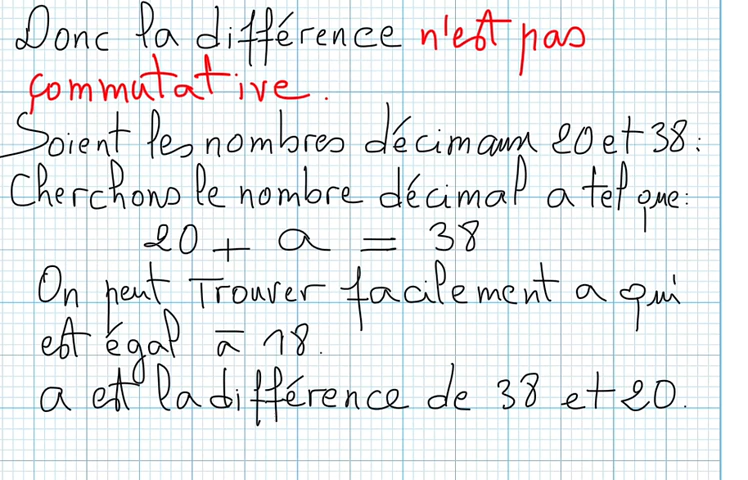 Donc la différence n'est pas
commutative.
Soient les nombres décimaux 20 et 38 :
Cherchons le nombre décimal a tel que :
20 + a = 38
On peut Trouver facilement a qui
est égal à 18.
a est la différence de 38 et 20.